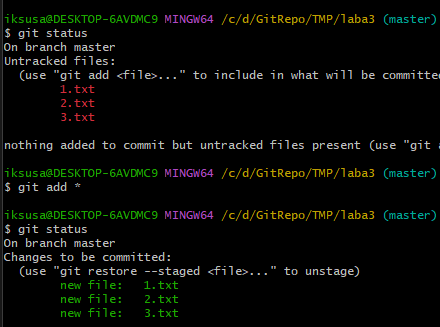 iksusa@DESKTOP-6AVDMC9 MINGW64 /c/d/GitRepo/TMP/laba3 (master)
$ git status
On branch master
Untracked files:
  (use "git add <file>..." to include in what will be committed
        1.txt
        2.txt
        3.txt

nothing added to commit but untracked files present (use "git a

iksusa@DESKTOP-6AVDMC9 MINGW64 /c/d/GitRepo/TMP/laba3 (master)
$ git add *

iksusa@DESKTOP-6AVDMC9 MINGW64 /c/d/GitRepo/TMP/laba3 (master)
$ git status
On branch master
Changes to be committed:
  (use "git restore --staged <file>..." to unstage)
        new file:   1.txt
        new file:   2.txt
        new file:   3.txt